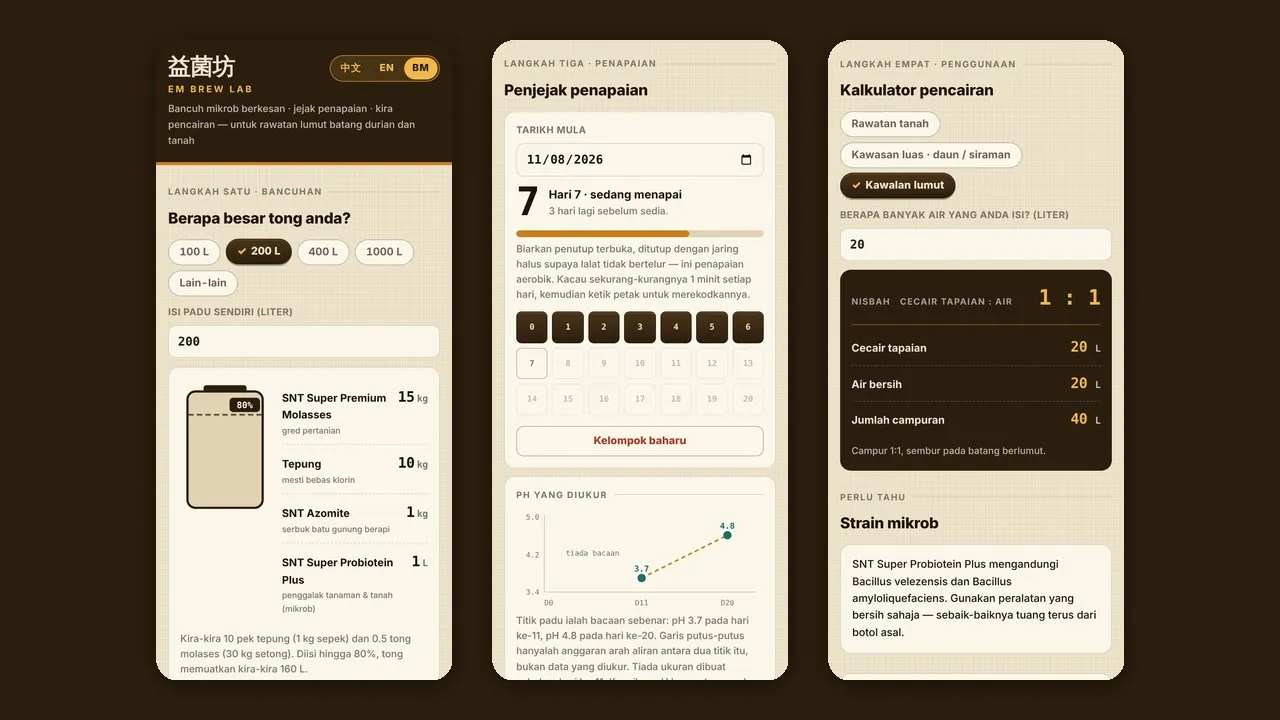 益菌坊
中文 EN BM
EM BREW LAB
Bancuh mikrob berkesan · jejak penapaian · kira
pencairan — untuk rawatan lumut batang durian dan
tanah
LANGKAH SATU · BANCUHAN
Berapa besar tong anda?
100 L ✓ 200 L 400 L 1000 L
Lain-lain
ISI PADU SENDIRI (LITER)
200
80%
SNT Super Premium 15 kg
Molasses
gred pertanian
Tepung 10 kg
mesti bebas klorin
SNT Azomite 1 kg
serbuk batu gunung berapi
SNT Super Probiotein 1 L
Plus
penggalak tanaman & tanah
(mikrob)
Kira-kira 10 pek tepung (1 kg sepek) dan 0.5 tong
molases (30 kg setong). Diisi hingga 80%, tong
memuatkan kira-kira 160 L.
LANGKAH TIGA · PENAPAIAN
Penjejak penapaian
TARIKH MULA
11/08/2026
7 Hari 7 · sedang menapai
3 hari lagi sebelum sedia.
Biarkan penutup terbuka, ditutup dengan jaring
halus supaya lalat tidak bertelur — ini penapaian
aerobik. Kacau sekurang-kurangnya 1 minit setiap
hari, kemudian ketik petak untuk merekodkannya.
0 1 2 3 4 5 6
7 8 9 10 11 12 13
14 15 16 17 18 19 20
Kelompok baharu
PH YANG DIUKUR
5.0
4.8
4.2
tiada bacaan
3.7
3.4
D0 D11 D20
Titik padu ialah bacaan sebenar: pH 3.7 pada hari
ke-11, pH 4.8 pada hari ke-20. Garis putus-putus
hanyalah anggaran arah aliran antara dua titik itu,
bukan data yang diukur. Tiada ukuran dibuat
LANGKAH EMPAT · PENGGUNAAN
Kalkulator pencairan
Rawatan tanah
Kawasan luas · daun / siraman
✓ Kawalan lumut
BERAPA BANYAK AIR YANG ANDA ISI? (LITER)
20
NISBAH CECAIR TAPAIAN : AIR 1 : 1
Cecair tapaian 20 L
Air bersih 20 L
Jumlah campuran 40 L
Campur 1:1, sembur pada batang berlumut.
PERLU TAHU
Strain mikrob
SNT Super Probiotein Plus mengandungi
Bacillus velezensis dan Bacillus
amyloliquefaciens. Gunakan peralatan yang
bersih sahaja — sebaik-baiknya tuang terus dari
botol asal.